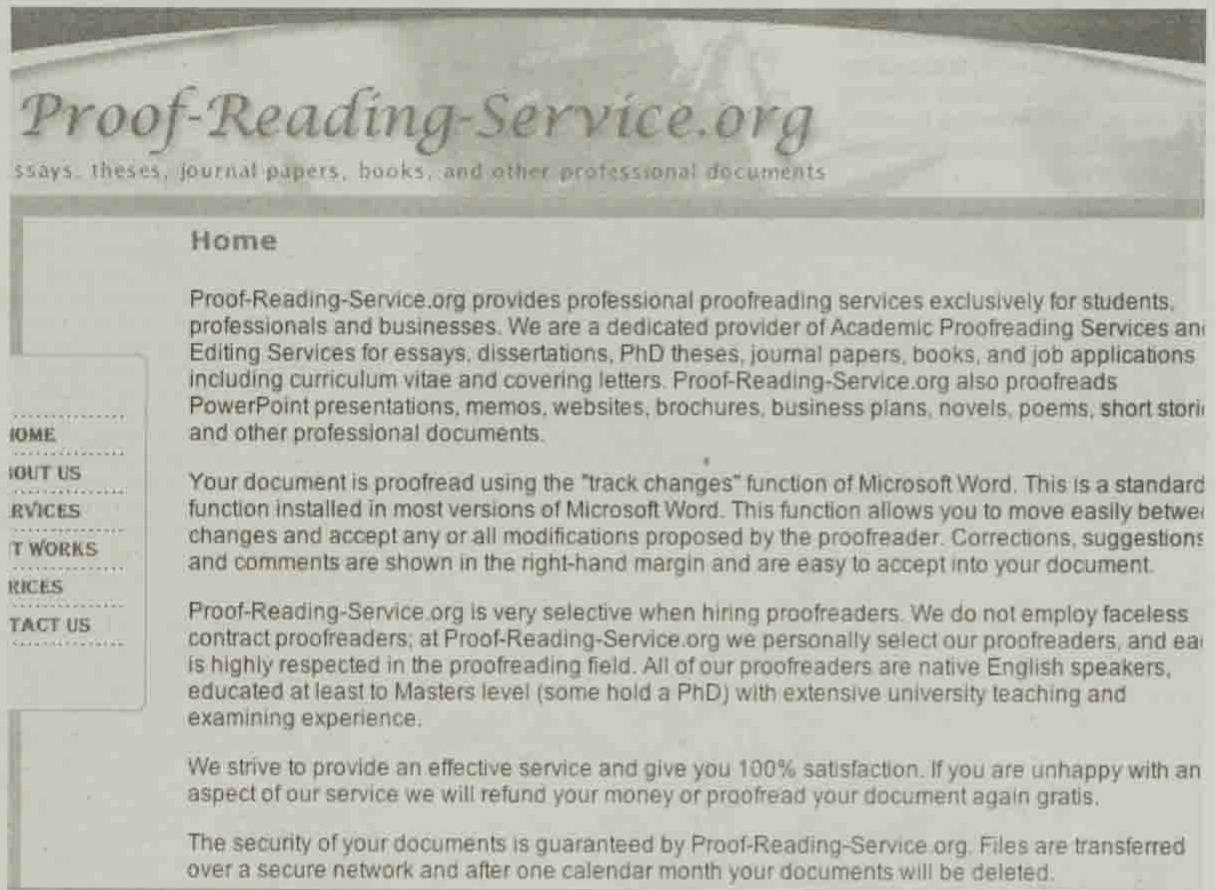 Proof-Reading-Service.org
ssays, theses, journal papers, books, and other professional documents
Home
Proof-Reading-Service.org provides professional proofreading services exclusively for students,
professionals and businesses. We are a dedicated provider of Academic Proofreading Services an
Editing Services for essays, dissertations, PhD theses, journal papers, books, and job applications
including curriculum vitae and covering letters. Proof-Reading-Service.org also proofreads
PowerPoint presentations, memos, websites, brochures, business plans, novels, poems, short stori
and other professional documents.
Your document is proofread using the "track changes" function of Microsoft Word. This is a standard
function installed in most versions of Microsoft Word. This function allows you to move easily betwe
changes and accept any or all modifications proposed by the proofreader. Corrections, suggestions
and comments are shown in the right-hand margin and are easy to accept into your document.
Proof-Reading-Service.org is very selective when hiring proofreaders. We do not employ faceless
contract proofreaders; at Proof-Reading-Service.org we personally select our proofreaders, and ea
is highly respected in the proofreading field. All of our proofreaders are native English speakers,
educated at least to Masters level (some hold a PhD) with extensive university teaching and
examining experience.
We strive to provide an effective service and give you 100% satisfaction. If you are unhappy with an
aspect of our service we will refund your money or proofread your document again gratis.
The security of your documents is guaranteed by Proof-Reading-Service.org. Files are transferred
over a secure network and after one calendar month your documents will be deleted.
HOME
BOUT US
RVICES
T WORKS
RICES
TACT US